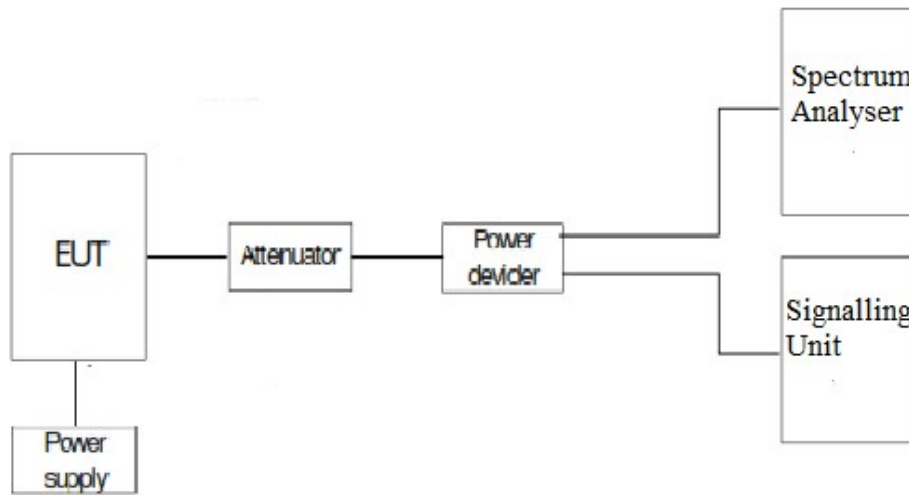 EUT
Power
supply
Attenuator
Power
devider
Spectrum
Analyser
Signalling
Unit